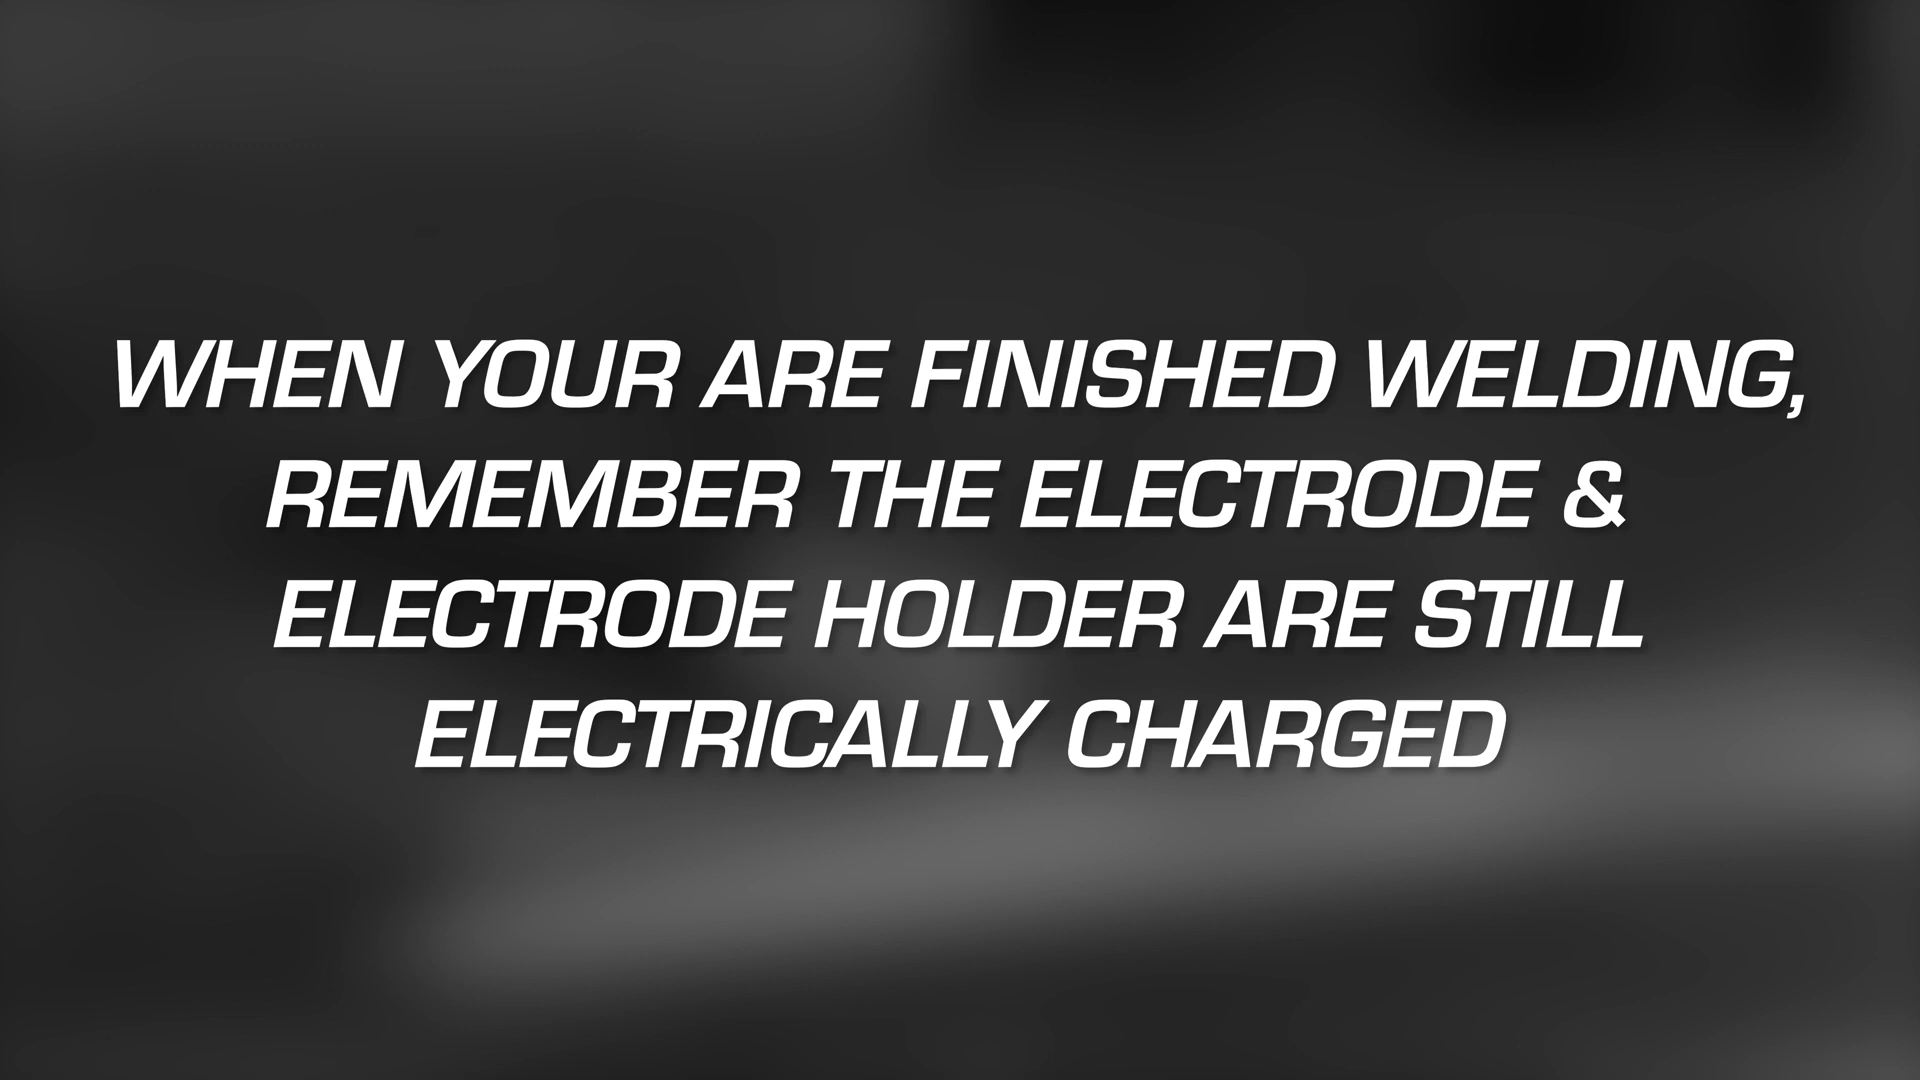 WHEN YOUR ARE FINISHED WELDING,
REMEMBER THE ELECTRODE &
ELECTRODE HOLDER ARE STILL
ELECTRICALLY CHARGED